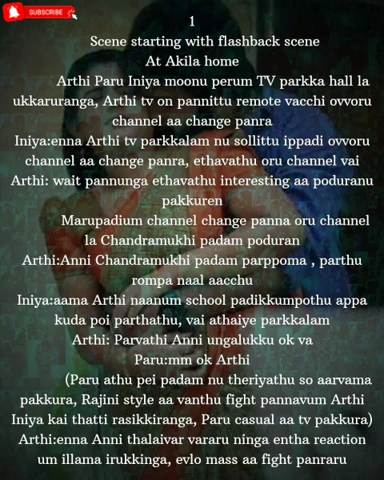 SUBSCRIBE
1
Scene starting with flashback scene
At Akila home
Arthi Paru Iniya moonu perum TV parkka hall la
ukkaruranga, Arthi tv on pannittu remote vacchi ovvoru
channel aa change panra
Iniya:enna Arthi tv parkkalam nu sollittu ippadi ovvoru
channel aa change panra, ethavathu oru channel vai
Arthi: wait pannunga ethavathu interesting aa poduranu
pakkuren
Marupadium channel change panna oru channel
la Chandramukhi padam poduran
Arthi:Anni Chandramukhi padam parppoma , parthu
rompa naal aacchu
Iniya:aama Arthi naanum school padikkumpothu appa
kuda poi parthathu, vai athaiye parkkalam
Arthi: Parvathi Anni ungalukku ok va
Paru:mm ok Arthi
(Paru athu pei padam nu theriyathu so aarvama
pakkura, Rajini style aa vanthu fight pannavum Arthi
Iniya kai thatti rasikkiranga, Paru casual aa tv pakkura)
Arthi:enna Anni thalaivar vararu ninga entha reaction
um illama irukkinga, evlo mass aa fight panraru